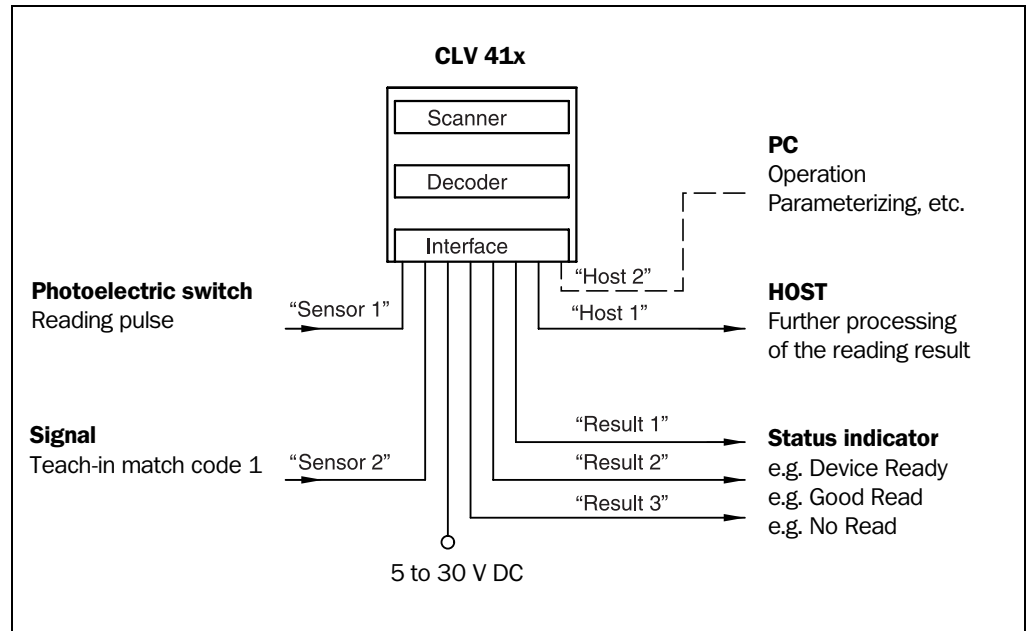 CLV 41x
Scanner
Decoder
Interface
PC
Operation
Parameterizing, etc.
“Host 2”
Photoelectric switch
Reading pulse
“Sensor 1”
“Host 1”
HOST
Further processing
of the reading result
Signal
Teach-in match code 1
“Sensor 2”
“Result 1”
“Result 2”
“Result 3”
Status indicator
e.g. Device Ready
e.g. Good Read
e.g. No Read
5 to 30 V DC